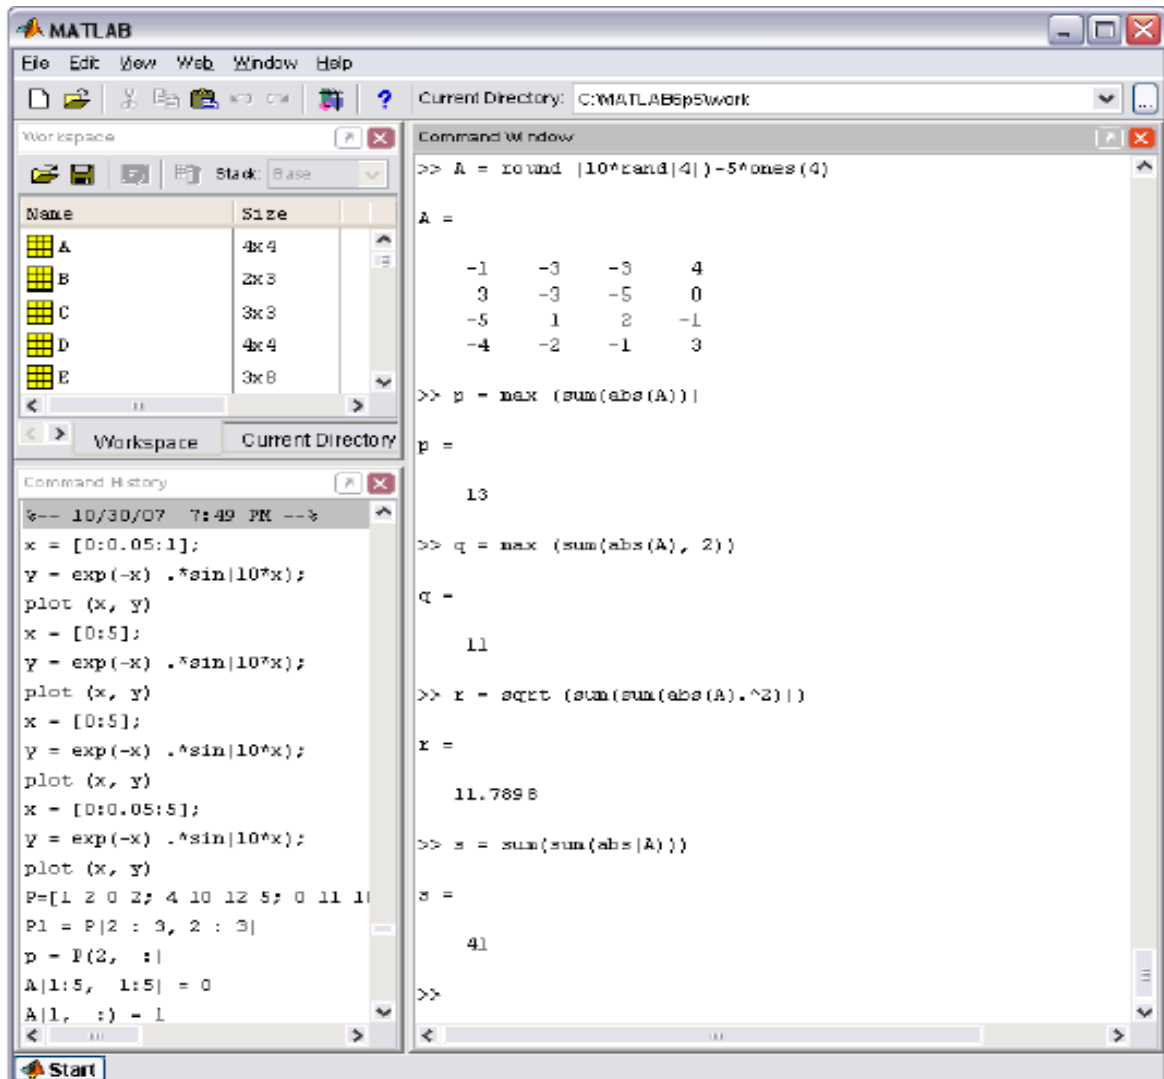 MATLAB
File Edit View Web Window Help
Current Directory: C:\MATLAB6p5\work
Workspace
Stack: Base
Name Size
A 4x4
B 2x3
C 3x3
D 4x4
E 3x8
Workspace Current Directory
Command History
%-- 10/30/07 7:49 PM --%
x = [0:0.05:1];
y = exp(-x) .*sin(10*x);
plot (x, y)
x = [0:5];
y = exp(-x) .*sin(10*x);
plot (x, y)
x = [0:5];
y = exp(-x) .*sin(10*x);
plot (x, y)
x = [0:0.05:5];
y = exp(-x) .*sin(10*x);
plot (x, y)
P=[1 2 0 2; 4 10 12 5; 0 11 1
P1 = P(2 : 3, 2 : 3)
p = P(2, :)
A(1:5, 1:5) = 0
A(1, :) = 1
Command Window
>> A = round (10*rand(4))-5*ones(4)
A =
-1 -3 -3 4
3 -3 -5 0
-5 1 2 -1
-4 -2 -1 3
>> p = max (sum(abs(A)))
p =
13
>> q = max (sum(abs(A), 2))
q =
11
>> r = sqrt (sum(sum(abs(A).^2)))
r =
11.7898
>> s = sum(sum(abs(A)))
s =
41
>>
Start